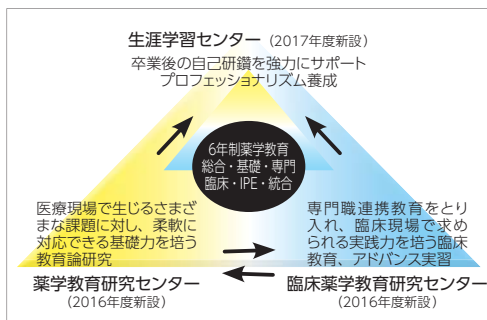 生涯学習センター（2017年度新設）
卒業後の自己研鑽を強力にサポート
プロフェッショナリズム養成
6年制薬学教育
総合・基礎・専門
臨床・IPE・統合
医療現場で生じるさまざ
まな課題に対し、柔軟に
対応できる基礎力を培う
教育論研究
薬学教育研究センター
（2016年度新設）
専門職連携教育をとり
入れ、臨床現場で求め
られる実践力を培う臨床
教育、アドバンス実習
臨床薬学教育研究センター
（2016年度新設）